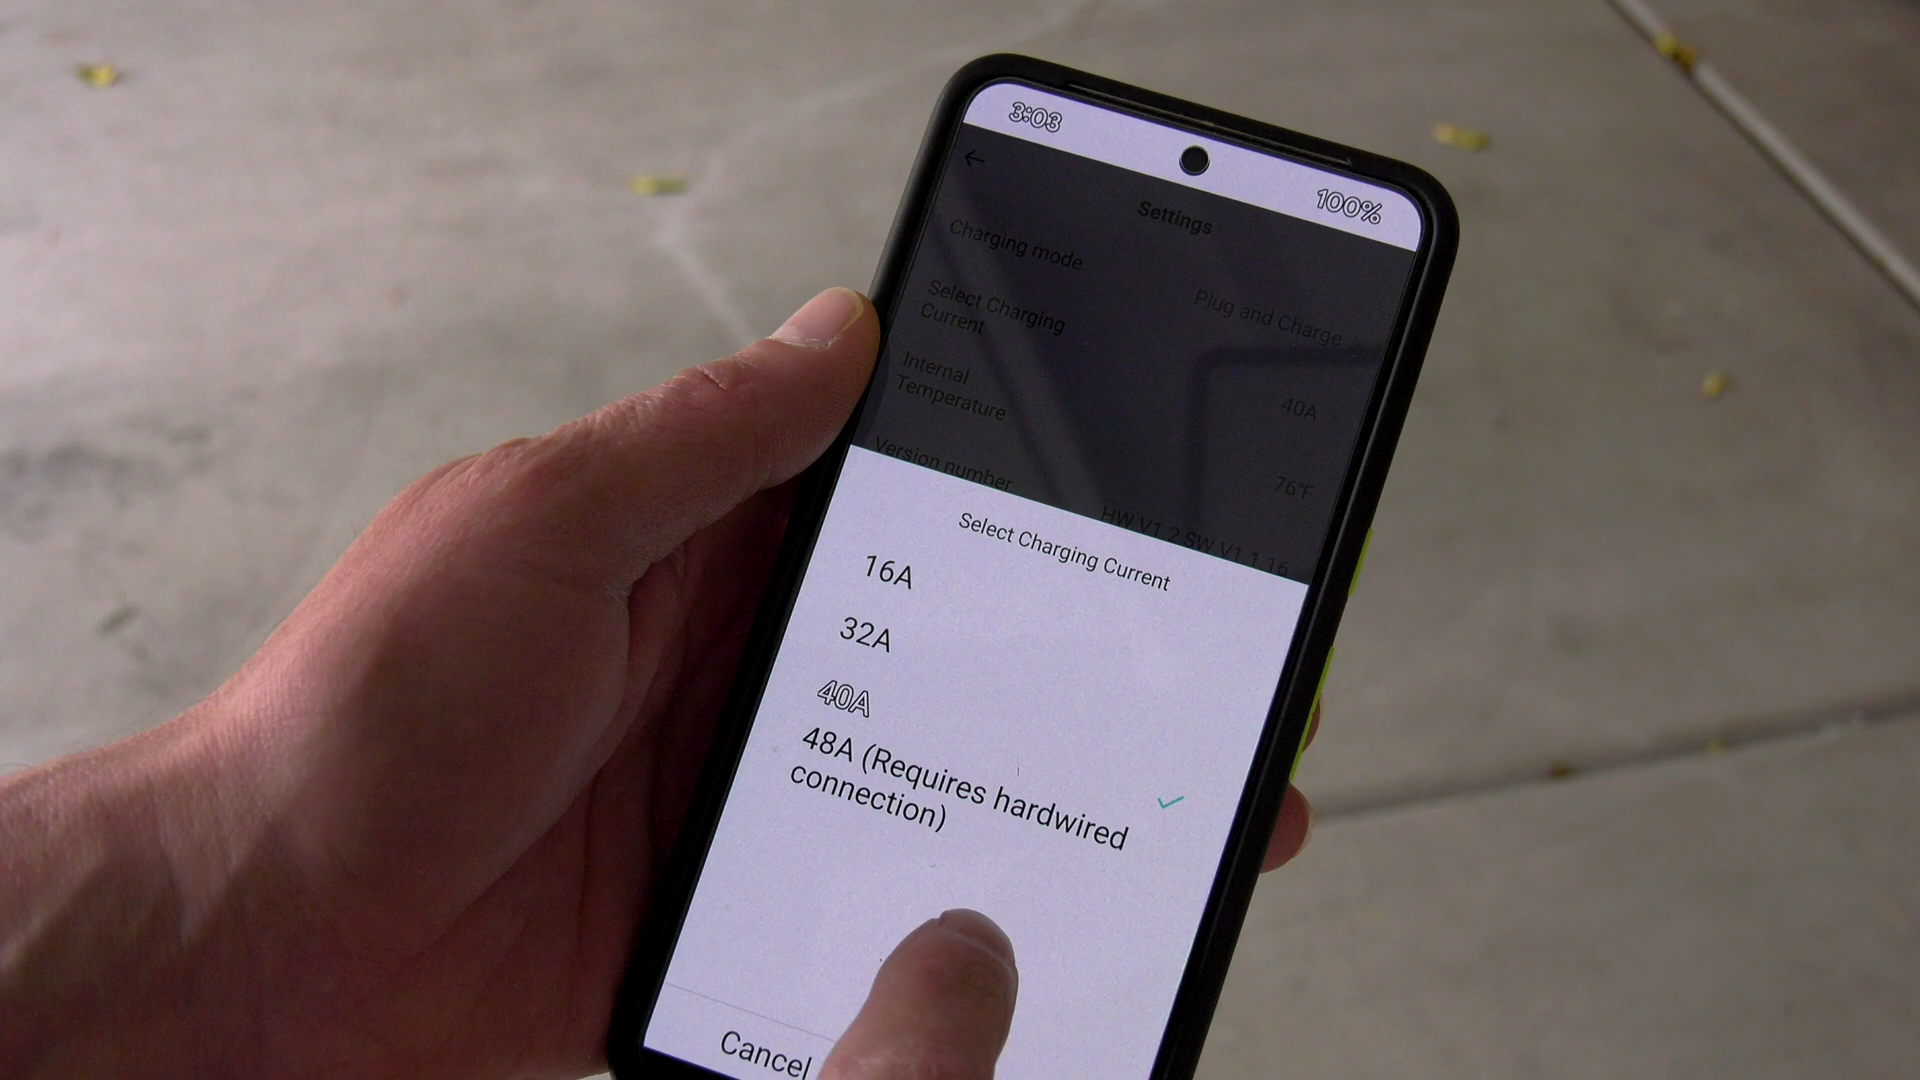 3:03
100%
Settings
Charging mode
Plug and Charge
Select Charging
Current
40A
Internal
Temperature
76°F
Version number
HW V1.2 SW V1.1.16
Select Charging Current
16A
32A
40A
48A (Requires hardwired
connection)
Cancel